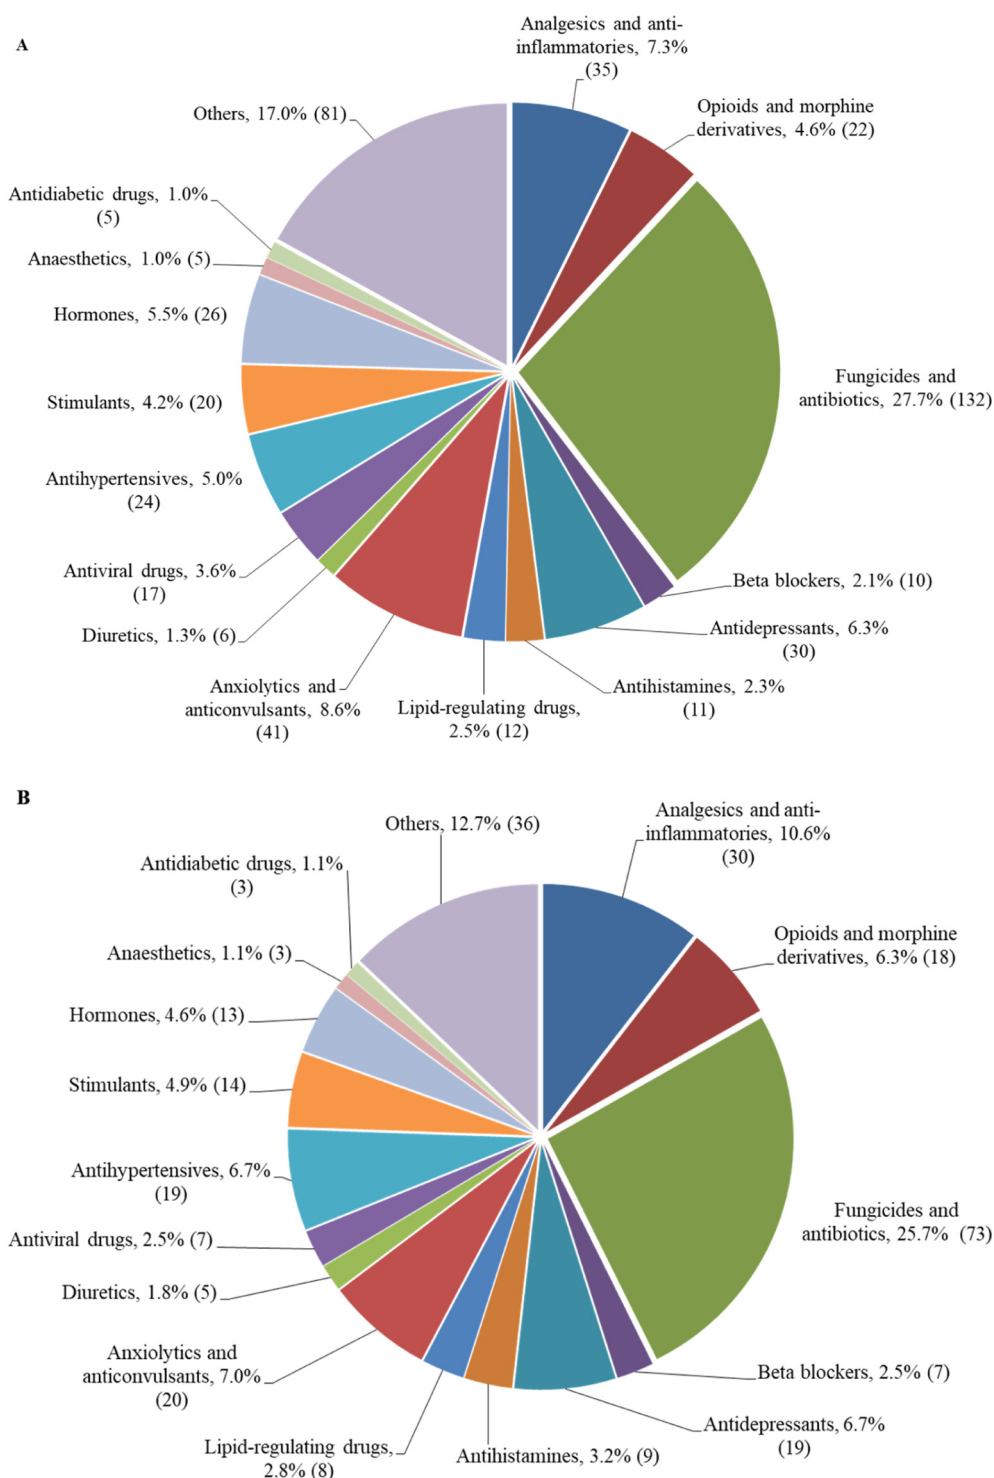 A
Analgesics and anti-
inflammatories, 7.3%
(35)
Opioids and morphine
derivatives, 4.6% (22)
Fungicides and
antibiotics, 27.7% (132)
Beta blockers, 2.1% (10)
Antidepressants, 6.3%
(30)
Antihistamines, 2.3%
(11)
Lipid-regulating drugs,
2.5% (12)
Anxiolytics and
anticonvulsants, 8.6%
(41)
Diuretics, 1.3% (6)
Antiviral drugs, 3.6%
(17)
Antihypertensives, 5.0%
(24)
Stimulants, 4.2% (20)
Hormones, 5.5% (26)
Anaesthetics, 1.0% (5)
Antidiabetic drugs, 1.0%
(5)
Others, 17.0% (81)
B
Analgesics and anti-
inflammatories, 10.6%
(30)
Opioids and morphine
derivatives, 6.3% (18)
Fungicides and
antibiotics, 25.7% (73)
Beta blockers, 2.5% (7)
Antidepressants, 6.7%
(19)
Antihistamines, 3.2% (9)
Lipid-regulating drugs,
2.8% (8)
Anxiolytics and
anticonvulsants, 7.0%
(20)
Diuretics, 1.8% (5)
Antiviral drugs, 2.5% (7)
Antihypertensives, 6.7%
(19)
Stimulants, 4.9% (14)
Hormones, 4.6% (13)
Anaesthetics, 1.1% (3)
Antidiabetic drugs, 1.1%
(3)
Others, 12.7% (36)